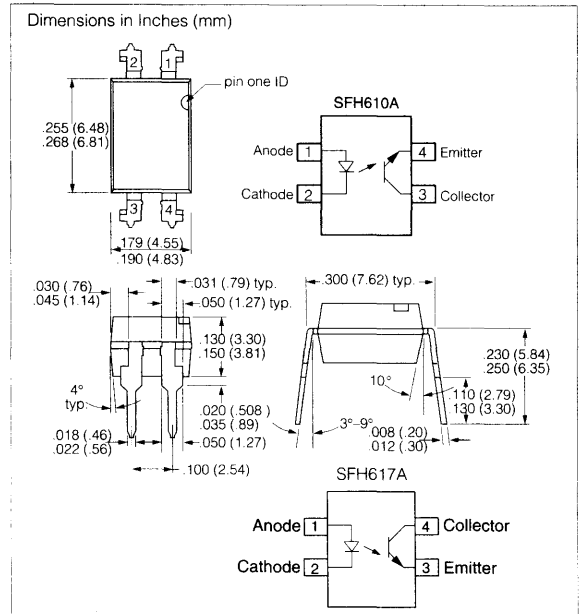 Dimensions in Inches (mm)
2 1
pin one ID
.255 (6.48)
.268 (6.81)
3 4
.179 (4.55)
.190 (4.83)
SFH610A
Anode 1
4 Emitter
Cathode 2
3 Collector
.030 (.76)
.045 (1.14)
.031 (.79) typ.
.050 (1.27) typ.
.130 (3.30)
.150 (3.81)
4°
typ.
.020 (.508)
.035 (.89)
.018 (.46)
.022 (.56)
.050 (1.27)
.100 (2.54)
.300 (7.62) typ.
.230 (5.84)
.250 (6.35)
10°
.110 (2.79)
.130 (3.30)
3°–9°
.008 (.20)
.012 (.30)
SFH617A
Anode 1
4 Collector
Cathode 2
3 Emitter